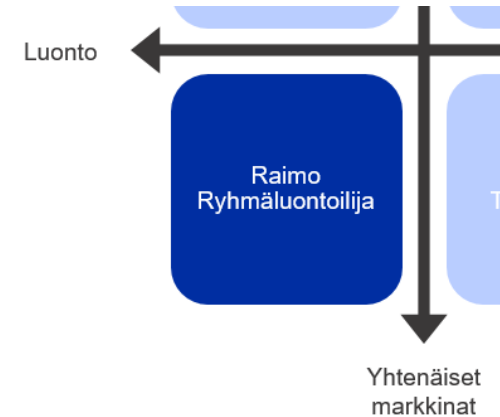 Luonto
Raimo
Ryhmäluontoilija
T
Yhtenäiset
markkinat